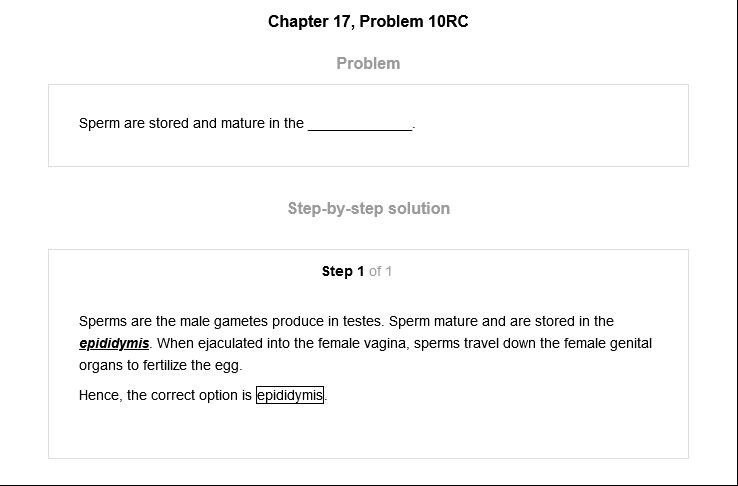 Chapter 17, Problem 10RC
Problem
Sperm are stored and mature in the _____________.
Step-by-step solution
Step 1 of 1
Sperms are the male gametes produce in testes. Sperm mature and are stored in the
epididymis. When ejaculated into the female vagina, sperms travel down the female genital
organs to fertilize the egg.
Hence, the correct option is epididymis.